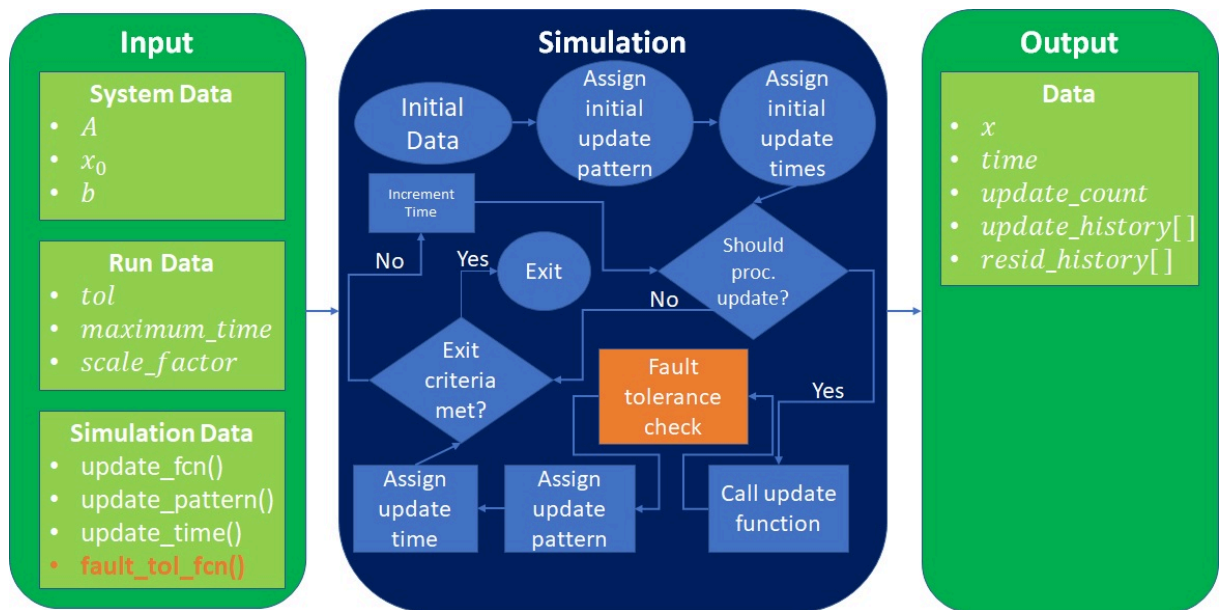 Input
System Data
• A
• x₀
• b
Run Data
• tol
• maximum_time
• scale_factor
Simulation Data
• update_fcn()
• update_pattern()
• update_time()
• fault_tol_fcn()
Simulation
Initial
Data
Assign
initial
update
pattern
Assign
initial
update
times
Increment
Time
Should
proc.
update?
No
Yes
Exit
No
Exit
criteria
met?
Fault
tolerance
check
Yes
Assign
update
time
Assign
update
pattern
Call update
function
Output
Data
• x
• time
• update_count
• update_history[]
• resid_history[]